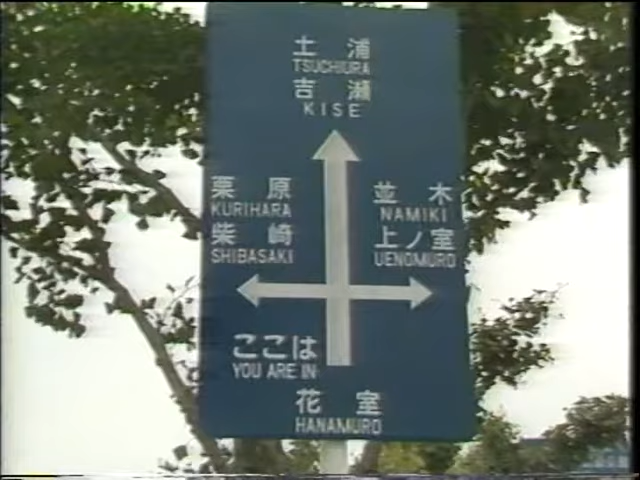 土浦
TSUCHIURA
吉瀬
KISE
栗原
KURIHARA
柴崎
SHIBASAKI
並木
NAMIKI
上ノ室
UENOMURO
ここは
YOU ARE IN
花室
HANAMURO